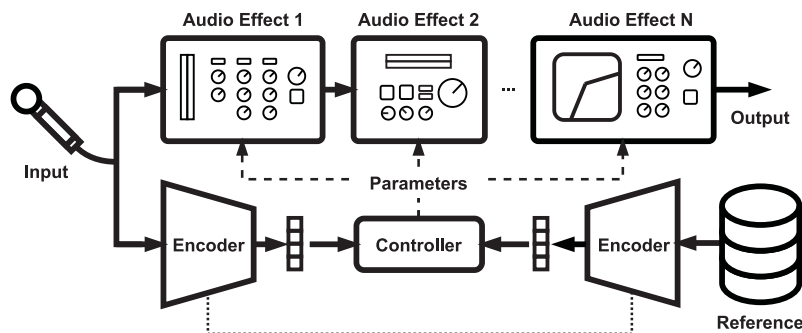 Audio Effect 1
Audio Effect 2
Audio Effect N
...
Output
Input
Parameters
Encoder
Controller
Encoder
Reference